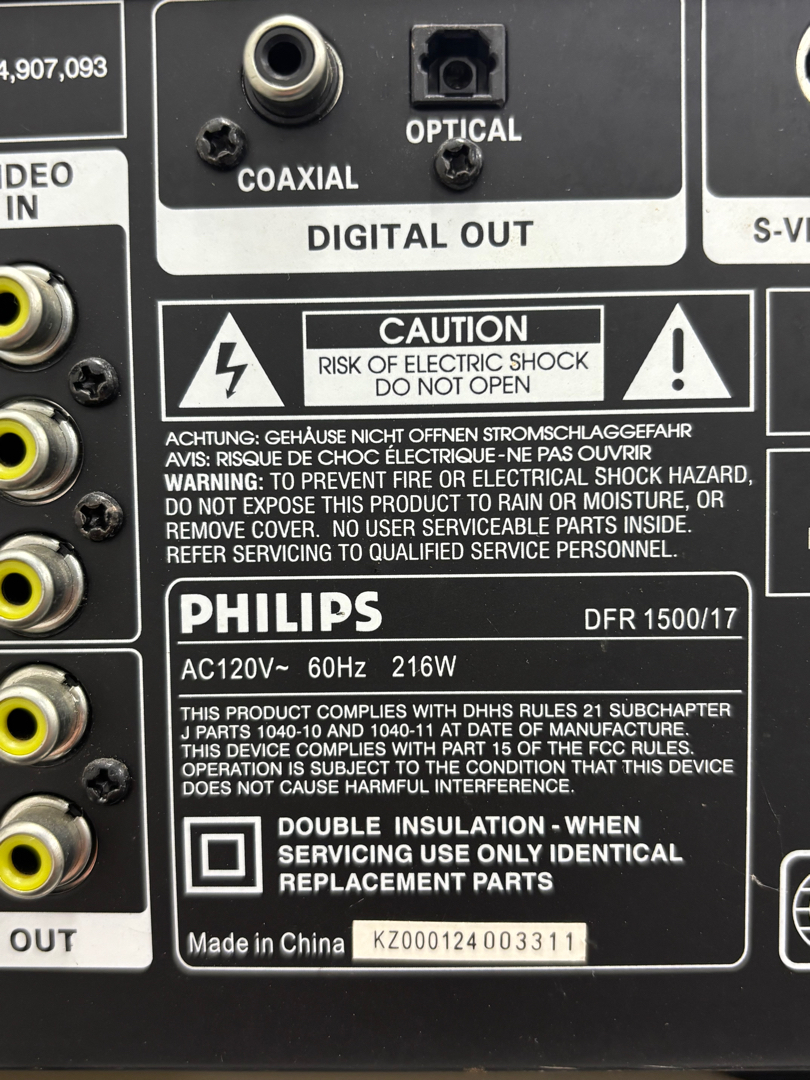 4,907,093
COAXIAL
OPTICAL
DIGITAL OUT
IN
CAUTION
RISK OF ELECTRIC SHOCK
DO NOT OPEN
ACHTUNG: GEHÄUSE NICHT OFFNEN STROMSCHLAGGEFAHR
AVIS: RISQUE DE CHOC ÉLECTRIQUE-NE PAS OUVRIR
WARNING: TO PREVENT FIRE OR ELECTRICAL SHOCK HAZARD,
DO NOT EXPOSE THIS PRODUCT TO RAIN OR MOISTURE, OR
REMOVE COVER. NO USER SERVICEABLE PARTS INSIDE.
REFER SERVICING TO QUALIFIED SERVICE PERSONNEL.
PHILIPS DFR 1500/17
AC120V~ 60Hz 216W
THIS PRODUCT COMPLIES WITH DHHS RULES 21 SUBCHAPTER
J PARTS 1040-10 AND 1040-11 AT DATE OF MANUFACTURE.
THIS DEVICE COMPLIES WITH PART 15 OF THE FCC RULES.
OPERATION IS SUBJECT TO THE CONDITION THAT THIS DEVICE
DOES NOT CAUSE HARMFUL INTERFERENCE.
DOUBLE INSULATION - WHEN
SERVICING USE ONLY IDENTICAL
REPLACEMENT PARTS
Made in China KZ000124003311
OUT